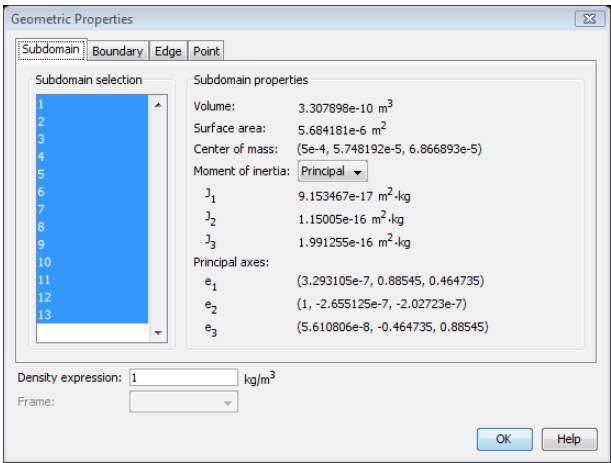 Geometric Properties
Subdomain Boundary Edge Point
Subdomain selection
1
2
3
4
5
6
7
8
9
10
11
12
13
Subdomain properties
Volume: 3.307898e-10 m³
Surface area: 5.684181e-6 m²
Center of mass: (5e-4, 5.748192e-5, 6.866893e-5)
Moment of inertia: Principal
J₁ 9.153467e-17 m²·kg
J₂ 1.15005e-16 m²·kg
J₃ 1.991255e-16 m²·kg
Principal axes:
e₁ (3.293105e-7, 0.88545, 0.464735)
e₂ (1, -2.655125e-7, -2.02723e-7)
e₃ (5.610806e-8, -0.464735, 0.88545)
Density expression: 1 kg/m³
Frame:
OK Help